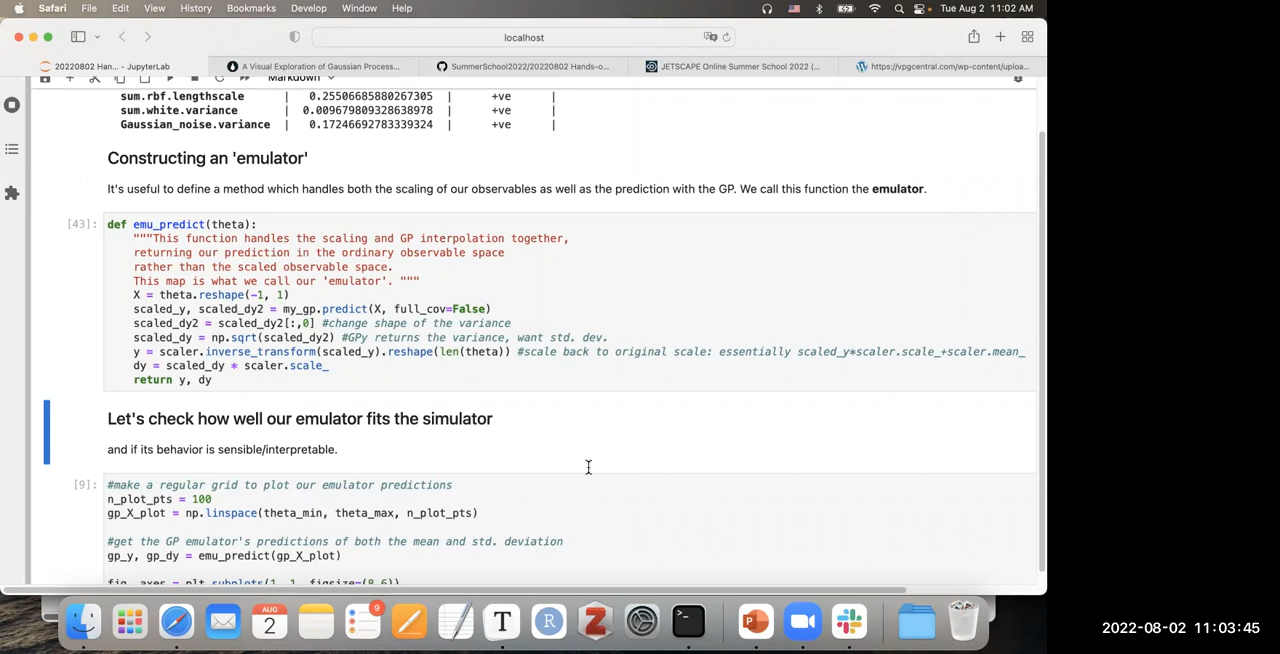 Safari File Edit View History Bookmarks Develop Window Help Tue Aug 2 11:02 AM
localhost
20220802 Han... - JupyterLab A Visual Exploration of Gaussian Process... SummerSchool2022/20220802 Hands-o... JETSCAPE Online Summer School 2022 (... https://vpgcentral.com/wp-content/uploa...
Markdown
sum.rbf.lengthscale | 0.25506685880267305 | +ve |
sum.white.variance | 0.009679809328638978 | +ve |
Gaussian_noise.variance | 0.17246692783339324 | +ve |
Constructing an 'emulator'
It's useful to define a method which handles both the scaling of our observables as well as the prediction with the GP. We call this function the emulator.
[43]: def emu_predict(theta):
"""This function handles the scaling and GP interpolation together,
returning our prediction in the ordinary observable space
rather than the scaled observable space.
This map is what we call our 'emulator'. """
X = theta.reshape(-1, 1)
scaled_y, scaled_dy2 = my_gp.predict(X, full_cov=False)
scaled_dy2 = scaled_dy2[:,0] #change shape of the variance
scaled_dy = np.sqrt(scaled_dy2) #GPy returns the variance, want std. dev.
y = scaler.inverse_transform(scaled_y).reshape(len(theta)) #scale back to original scale: essentially scaled_y*scaler.scale_+scaler.mean_
dy = scaled_dy * scaler.scale_
return y, dy
Let's check how well our emulator fits the simulator
and if its behavior is sensible/interpretable.
[9]: #make a regular grid to plot our emulator predictions
n_plot_pts = 100
gp_X_plot = np.linspace(theta_min, theta_max, n_plot_pts)
#get the GP emulator's predictions of both the mean and std. deviation
gp_y, gp_dy = emu_predict(gp_X_plot)
fig, axes = plt.subplots(1, 1, figsize=(8,6))
AUG
2
9
2022-08-02 11:03:45